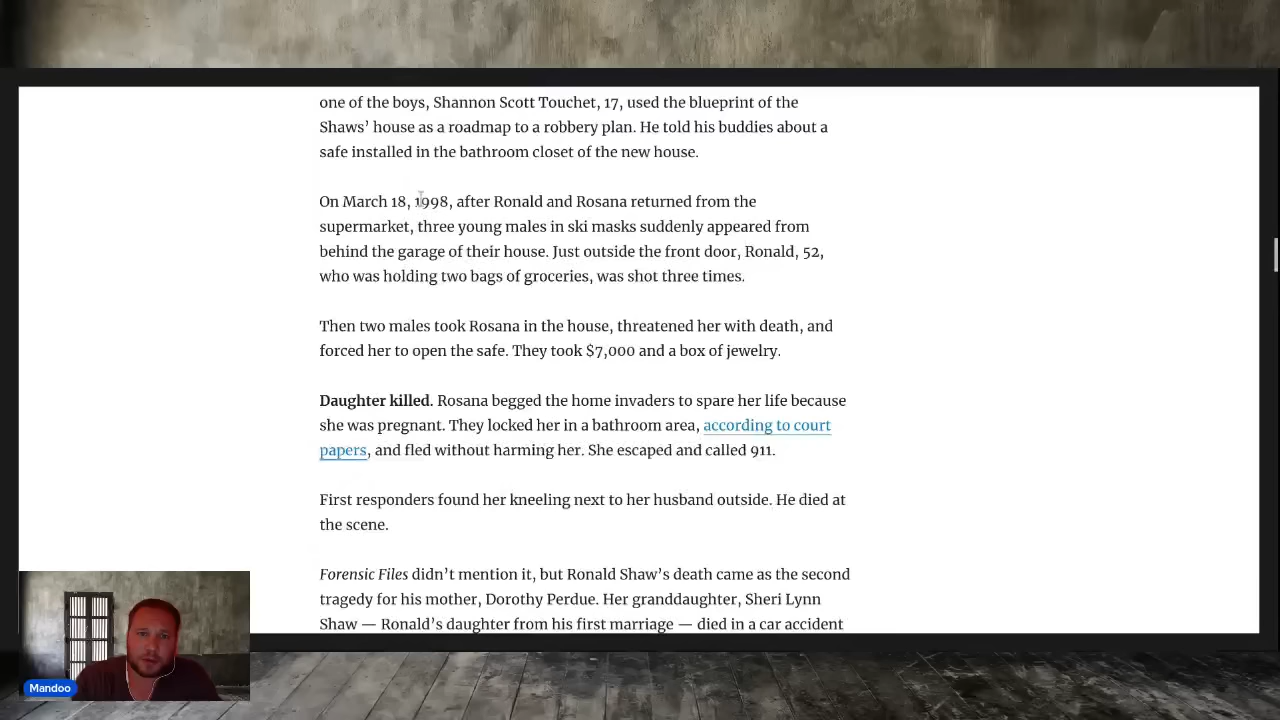 one of the boys, Shannon Scott Touchet, 17, used the blueprint of the
Shaws’ house as a roadmap to a robbery plan. He told his buddies about a
safe installed in the bathroom closet of the new house.
On March 18, 1998, after Ronald and Rosana returned from the
supermarket, three young males in ski masks suddenly appeared from
behind the garage of their house. Just outside the front door, Ronald, 52,
who was holding two bags of groceries, was shot three times.
Then two males took Rosana in the house, threatened her with death, and
forced her to open the safe. They took $7,000 and a box of jewelry.
Daughter killed. Rosana begged the home invaders to spare her life because
she was pregnant. They locked her in a bathroom area, according to court
papers, and fled without harming her. She escaped and called 911.
First responders found her kneeling next to her husband outside. He died at
the scene.
Forensic Files didn’t mention it, but Ronald Shaw’s death came as the second
tragedy for his mother, Dorothy Perdue. Her granddaughter, Sheri Lynn
Shaw — Ronald’s daughter from his first marriage — died in a car accident
Mandoo